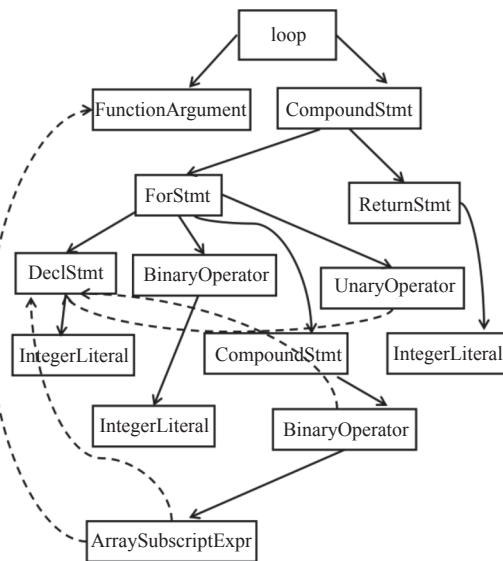 loop
FunctionArgument
CompoundStmt
ForStmt
ReturnStmt
DeclStmt
BinaryOperator
UnaryOperator
IntegerLiteral
CompoundStmt
IntegerLiteral
IntegerLiteral
BinaryOperator
ArraySubscriptExpr